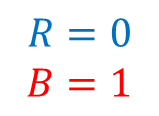 R = 0
B = 1